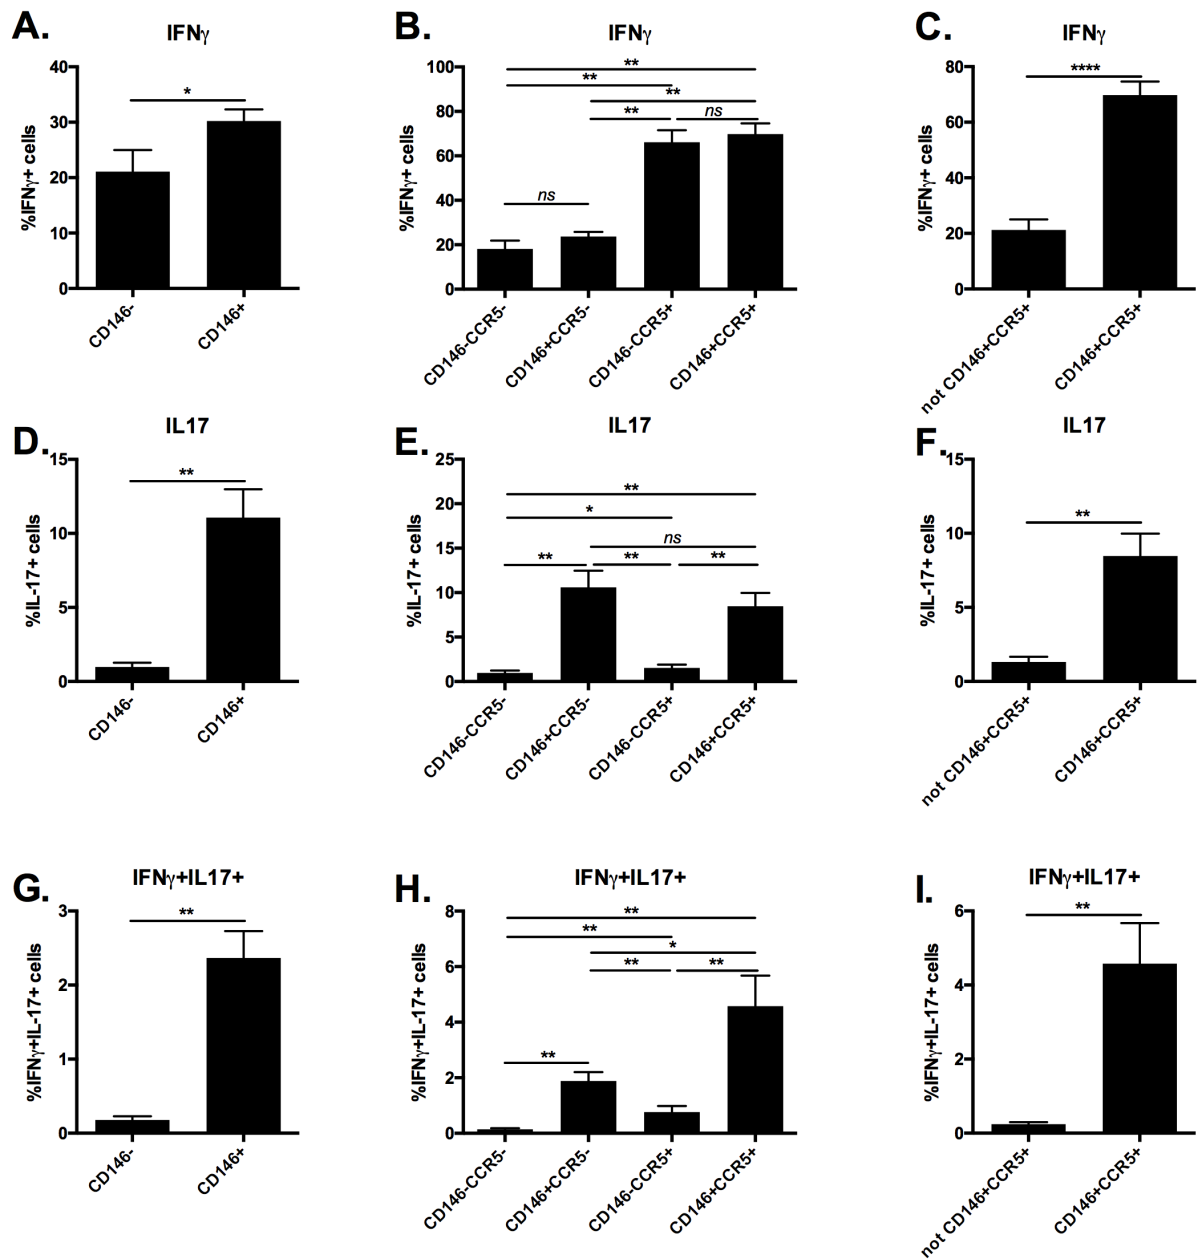 A.
IFNγ
%IFNγ+ cells
40
30
20
10
0
*
CD146-
CD146+
B.
IFNγ
%IFNγ+ cells
100
80
60
40
20
0
**
**
**
**
ns
ns
CD146-CCR5-
CD146+CCR5-
CD146-CCR5+
CD146+CCR5+
C.
IFNγ
%IFNγ+ cells
80
60
40
20
0
****
not CD146+CCR5+
CD146+CCR5+
D.
IL17
%IL-17+ cells
15
10
5
0
**
CD146-
CD146+
E.
IL17
%IL-17+ cells
25
20
15
10
5
0
**
*
ns
**
**
**
CD146-CCR5-
CD146+CCR5-
CD146-CCR5+
CD146+CCR5+
F.
IL17
%IL-17+ cells
15
10
5
0
**
not CD146+CCR5+
CD146+CCR5+
G.
IFNγ+IL17+
%IFNγ+IL-17+ cells
3
2
1
0
**
CD146-
CD146+
H.
IFNγ+IL17+
%IFNγ+IL-17+ cells
8
6
4
2
0
**
**
*
**
**
**
CD146-CCR5-
CD146+CCR5-
CD146-CCR5+
CD146+CCR5+
I.
IFNγ+IL17+
%IFNγ+IL-17+ cells
6
4
2
0
**
not CD146+CCR5+
CD146+CCR5+